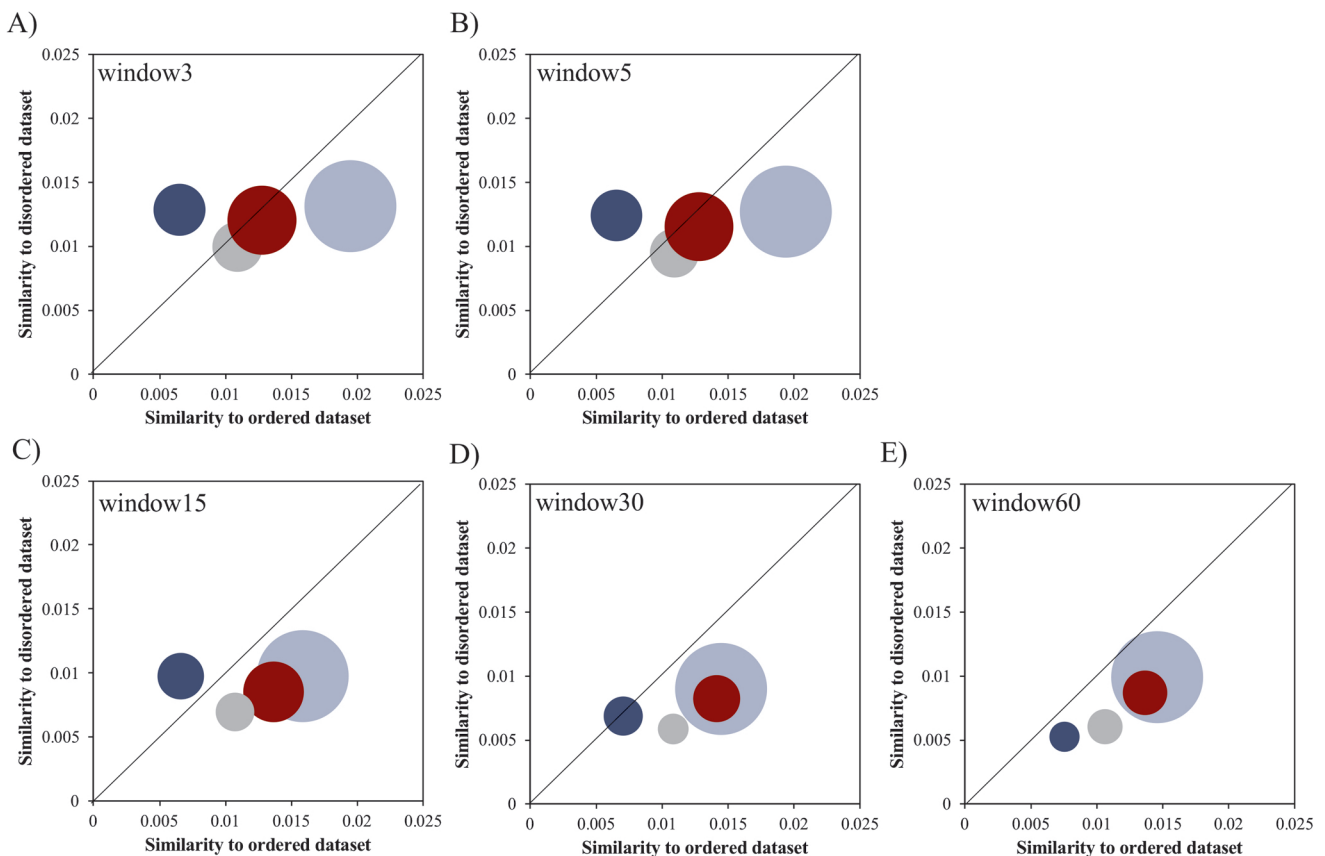 A)
window3
Similarity to disordered dataset
0.025
0.02
0.015
0.01
0.005
0
0 0.005 0.01 0.015 0.02 0.025
Similarity to ordered dataset
B)
window5
Similarity to disordered dataset
0.025
0.02
0.015
0.01
0.005
0
0 0.005 0.01 0.015 0.02 0.025
Similarity to ordered dataset
C)
window15
Similarity to disordered dataset
0.025
0.02
0.015
0.01
0.005
0
0 0.005 0.01 0.015 0.02 0.025
Similarity to ordered dataset
D)
window30
Similarity to disordered dataset
0.025
0.02
0.015
0.01
0.005
0
0 0.005 0.01 0.015 0.02 0.025
Similarity to ordered dataset
E)
window60
Similarity to disordered dataset
0.025
0.02
0.015
0.01
0.005
0
0 0.005 0.01 0.015 0.02 0.025
Similarity to ordered dataset